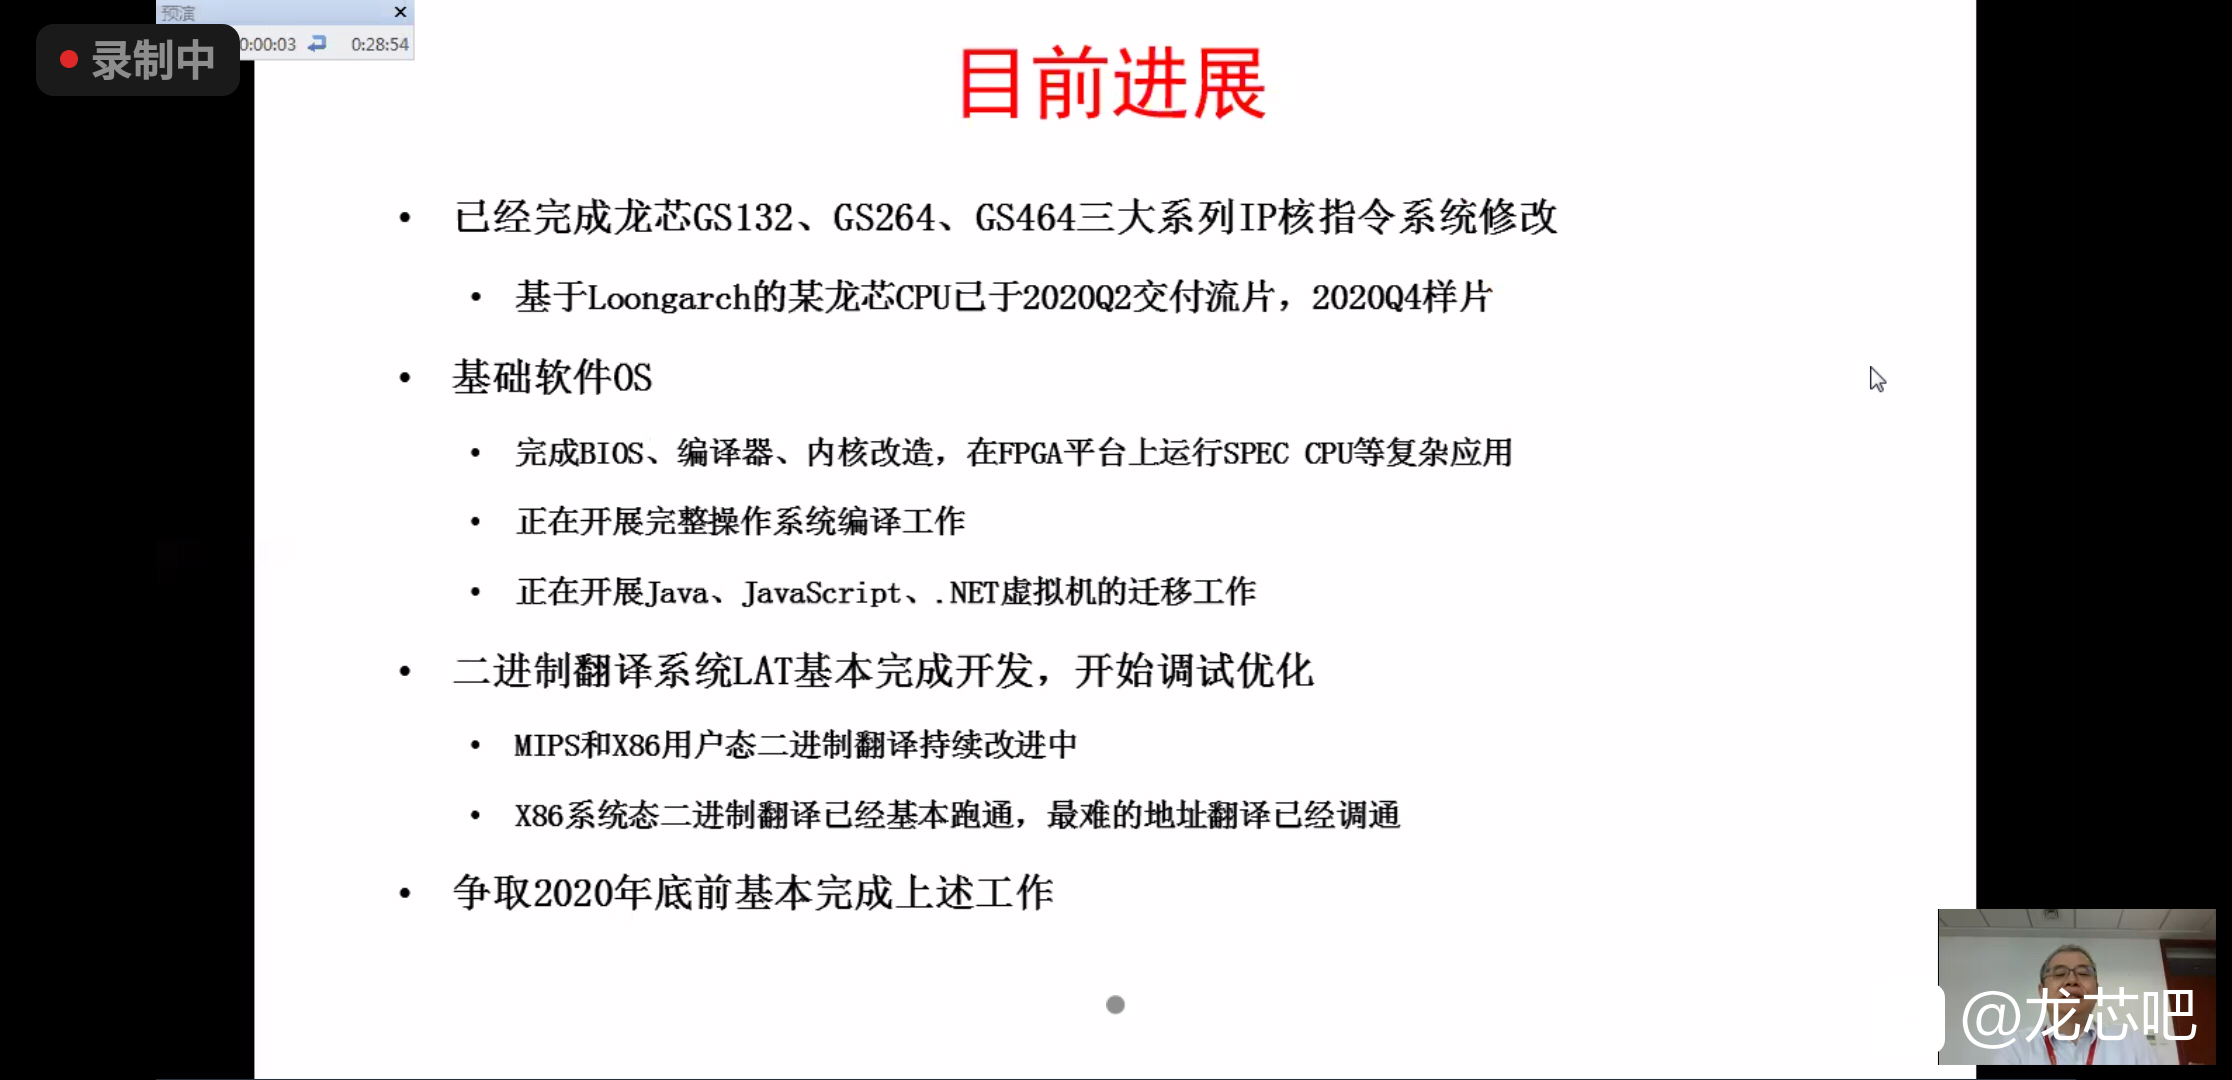 预演
录制中
0:00:03 0:28:54
目前进展
• 已经完成龙芯GS132、GS264、GS464三大系列IP核指令系统修改
• 基于Loongarch的某龙芯CPU已于2020Q2交付流片，2020Q4样片
• 基础软件OS
• 完成BIOS、编译器、内核改造，在FPGA平台上运行SPEC CPU等复杂应用
• 正在开展完整操作系统编译工作
• 正在开展Java、JavaScript、.NET虚拟机的迁移工作
• 二进制翻译系统LAT基本完成开发，开始调试优化
• MIPS和X86用户态二进制翻译持续改进中
• X86系统态二进制翻译已经基本跑通，最难的地址翻译已经调通
• 争取2020年底前基本完成上述工作
@龙芯吧